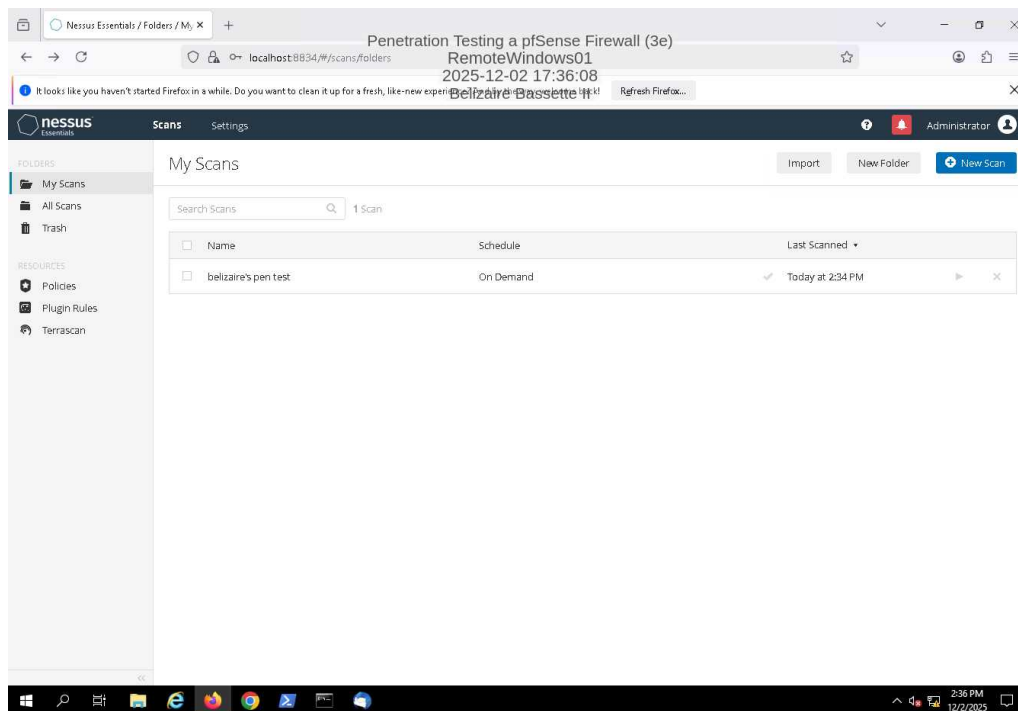 Nessus Essentials / Folders / My
Penetration Testing a pfSense Firewall (3e)
localhost:8834/#/scans/folders
RemoteWindows01
2025-12-02 17:36:08
It looks like you haven't started Firefox in a while. Do you want to clean it up for a fresh, like-new
back!
Refresh Firefox...
Belizaire Bassette II
nessus
Essentials
Scans
Settings
Administrator
FOLDERS
My Scans
All Scans
Trash
RESOURCES
Policies
Plugin Rules
Terrascan
My Scans
Import
New Folder
New Scan
Search Scans
1 Scan
Name Schedule Last Scanned
belizaire's pen test On Demand Today at 2:34 PM
2:36 PM
12/2/2025